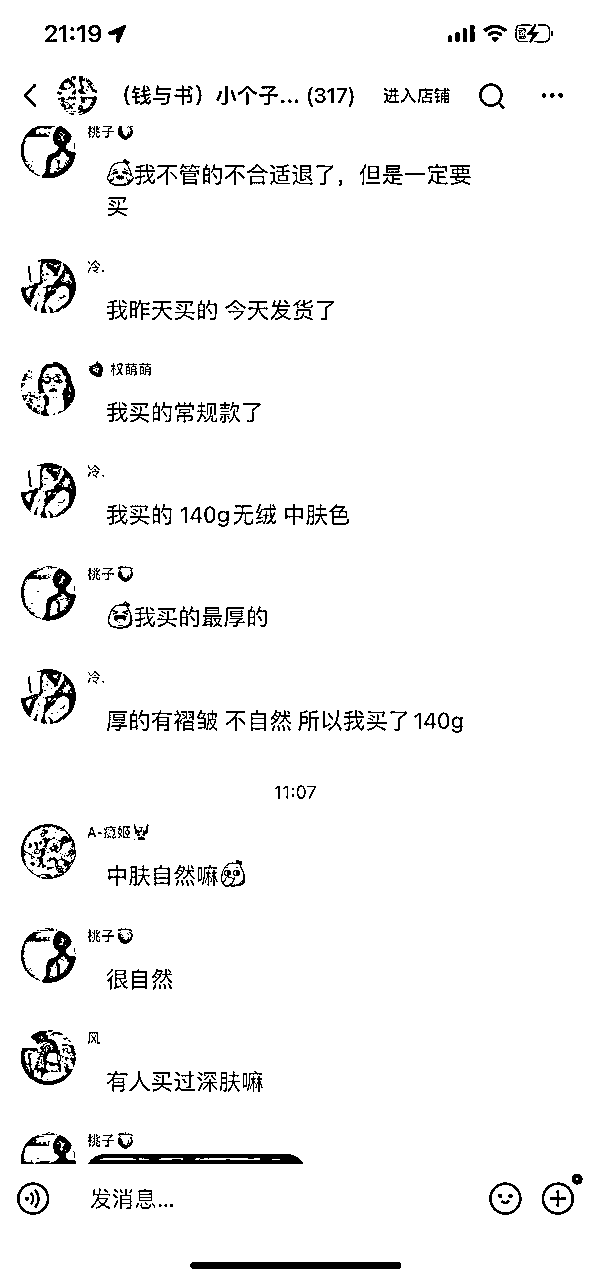 21:19
（钱与书）小个子... (317) 进入店铺
桃子
我不管的不合适退了，但是一定要
买
冷.
我昨天买的 今天发货了
权萌萌
我买的常规款了
冷.
我买的 140g无绒 中肤色
桃子
我买的最厚的
冷.
厚的有褶皱 不自然 所以我买了140g
11:07
A-疯姬
中肤自然嘛
桃子
很自然
风
有人买过深肤嘛
桃子
发消息...